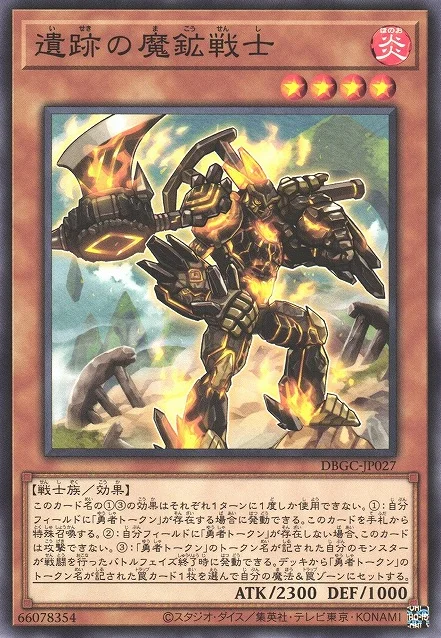 遺跡の魔鉱戦士
炎
DBGC-JP027
【戦士族／効果】
このカード名の①③の効果はそれぞれ1ターンに1度しか使用できない。①：自分
フィールドに「勇者トークン」が存在する場合に発動できる。このカードを手札から
特殊召喚する。②：自分フィールドに「勇者トークン」が存在しない場合、このカード
は攻撃できない。③：「勇者トークン」のトークン名が記された自分のモンスター
が戦闘を行ったバトルフェイズ終了時に発動できる。デッキから「勇者トークン」の
トークン名が記された罠カード1枚を選んで自分の魔法＆罠ゾーンにセットする。
ATK/2300 DEF/1000
66078354
©スタジオ・ダイス／集英社・テレビ東京・KONAMI